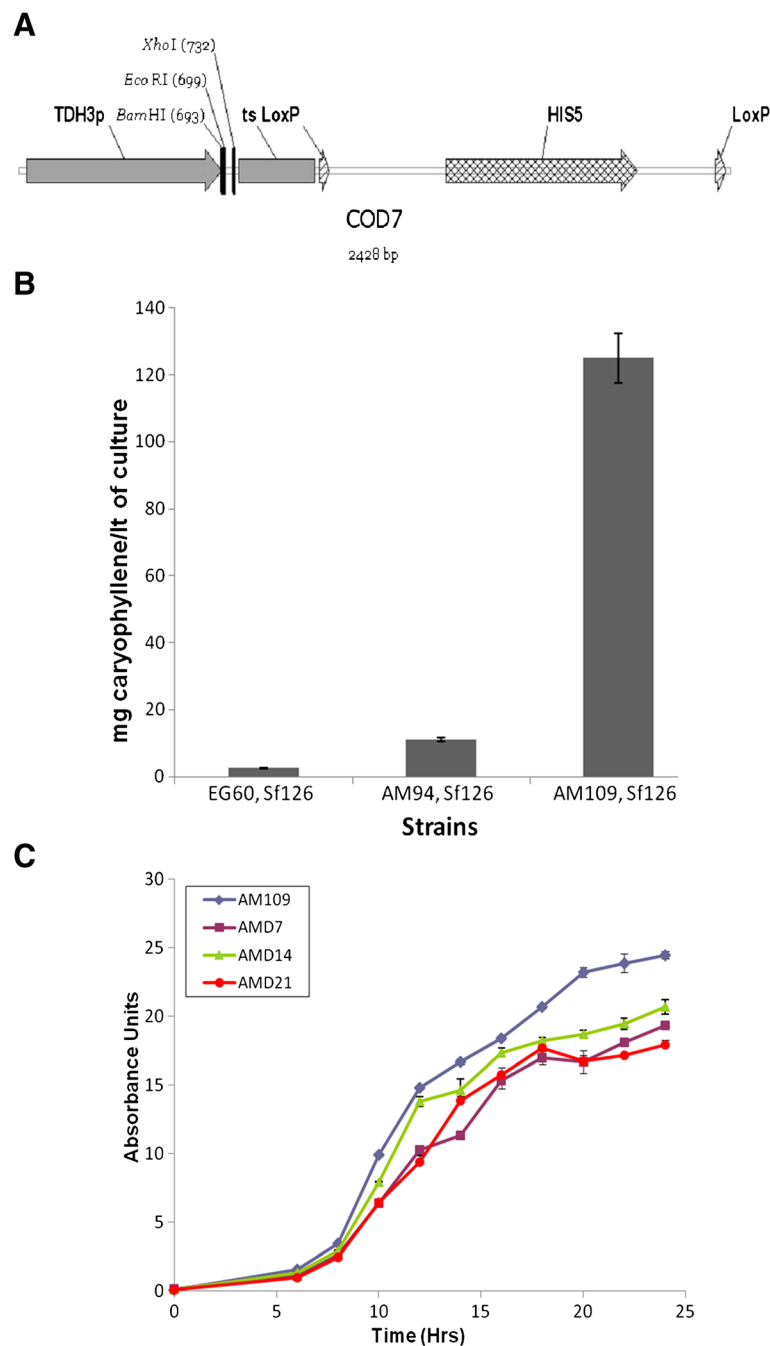 A
XhoI (732)
EcoRI (699)
TDH3p
BamHI (693)
ts LoxP
HIS5
LoxP
COD7
2428 bp
B
mg caryophyllene/lt of culture
140
120
100
80
60
40
20
0
EG60, Sf126
AM94, Sf126
AM109, Sf126
Strains
C
Absorbance Units
30
25
20
15
10
5
0
AM109
AMD7
AMD14
AMD21
0
5
10
15
20
25
Time (Hrs)